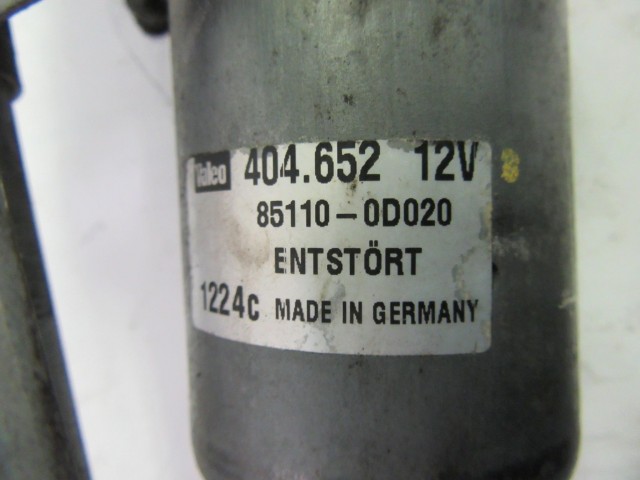 Valeo 404.652 12V
85110-0D020
ENTSTÖRT
1224c MADE IN GERMANY